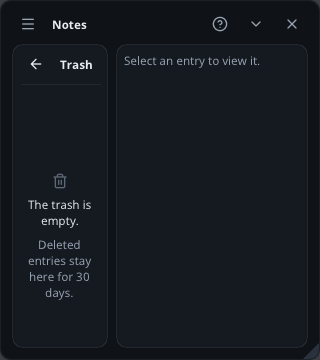 Notes
Trash
Select an entry to view it.
The trash is
empty.
Deleted
entries stay
here for 30
days.